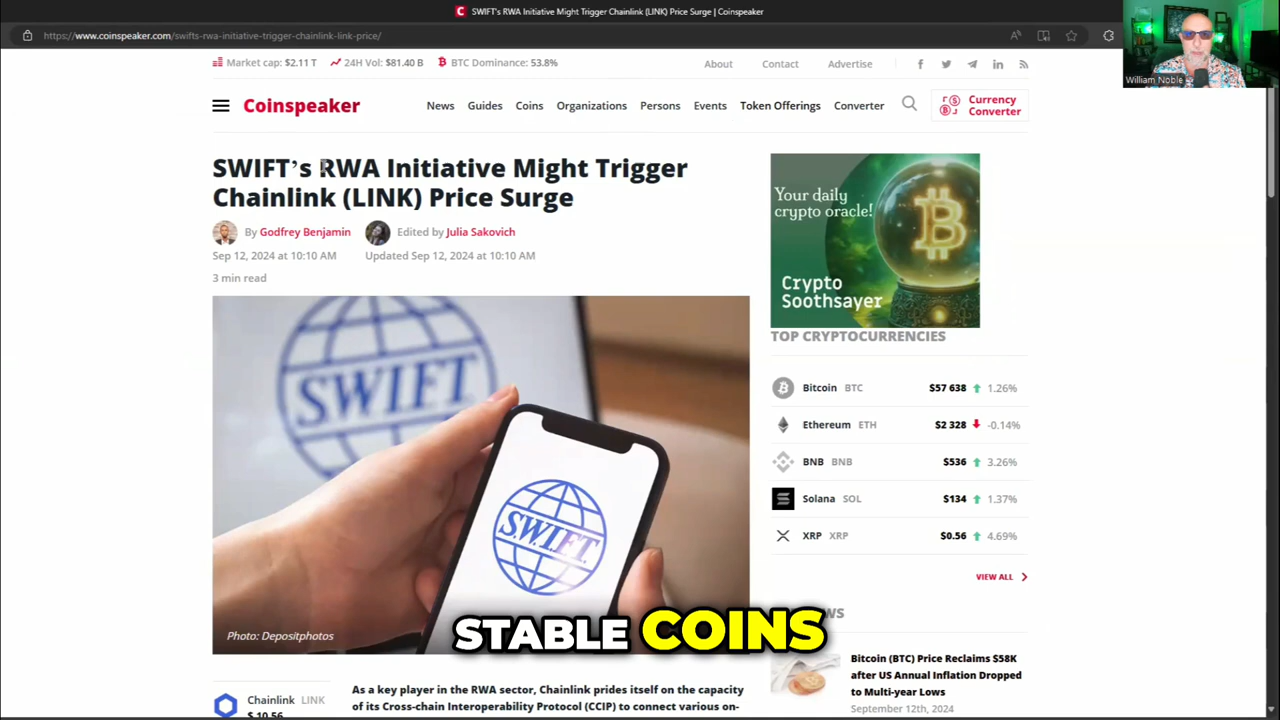 SWIFT's RWA Initiative Might Trigger Chainlink (LINK) Price Surge | Coinspeaker
https://www.coinspeaker.com/swifts-rwa-initiative-trigger-chainlink-link-price/
William Noble
Market cap: $2.11 T
24H Vol: $81.40 B
BTC Dominance: 53.8%
About
Contact
Advertise
Coinspeaker
News
Guides
Coins
Organizations
Persons
Events
Token Offerings
Converter
Currency
Converter
SWIFT's RWA Initiative Might Trigger
Chainlink (LINK) Price Surge
By Godfrey Benjamin
Edited by Julia Sakovich
Sep 12, 2024 at 10:10 AM
Updated Sep 12, 2024 at 10:10 AM
3 min read
SWIFT
S.W.I.F.T.
Photo: Depositphotos
Your daily
crypto oracle!
Crypto
Soothsayer
TOP CRYPTOCURRENCIES
Bitcoin BTC $57 638 1.26%
Ethereum ETH $2 328 -0.14%
BNB BNB $536 3.26%
Solana SOL $134 1.37%
XRP XRP $0.56 4.69%
VIEW ALL
STABLE COINS
Bitcoin (BTC) Price Reclaims $58K
after US Annual Inflation Dropped
to Multi-year Lows
September 12th, 2024
Chainlink LINK
$ 10.56
As a key player in the RWA sector, Chainlink prides itself on the capacity
of its Cross-chain Interoperability Protocol (CCIP) to connect various on-